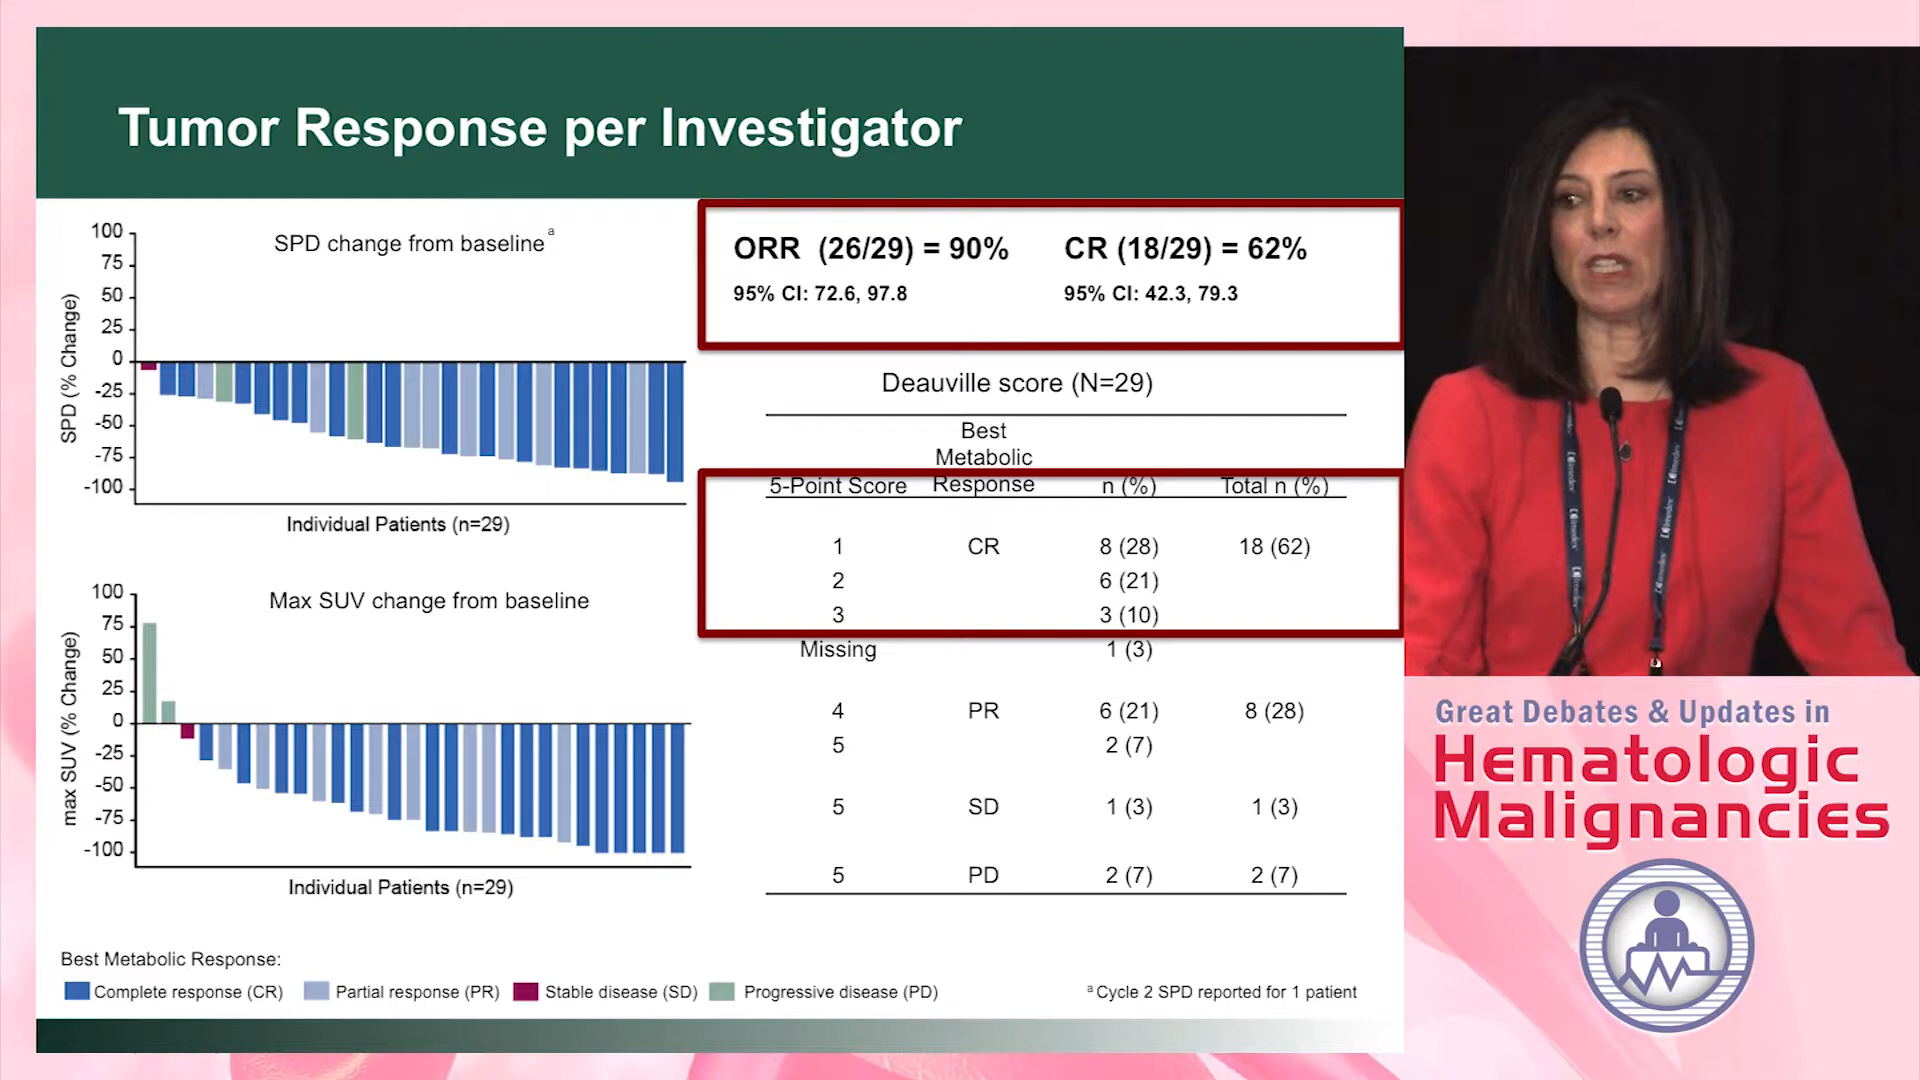 Tumor Response per Investigator
100
75
50
25
0
-25
-50
-75
-100
SPD (% Change)
SPD change from baseline a
Individual Patients (n=29)
100
75
50
25
0
-25
-50
-75
-100
max SUV (% Change)
Max SUV change from baseline
Individual Patients (n=29)
Best Metabolic Response:
Complete response (CR) Partial response (PR) Stable disease (SD) Progressive disease (PD)
ORR (26/29) = 90% CR (18/29) = 62%
95% CI: 72.6, 97.8 95% CI: 42.3, 79.3
Deauville score (N=29)
Best
Metabolic
5-Point Score Response n (%) Total n (%)
1 CR 8 (28) 18 (62)
2 6 (21)
3 3 (10)
Missing 1 (3)
4 PR 6 (21) 8 (28)
5 2 (7)
5 SD 1 (3) 1 (3)
5 PD 2 (7) 2 (7)
a Cycle 2 SPD reported for 1 patient
Great Debates & Updates in
Hematologic
Malignancies